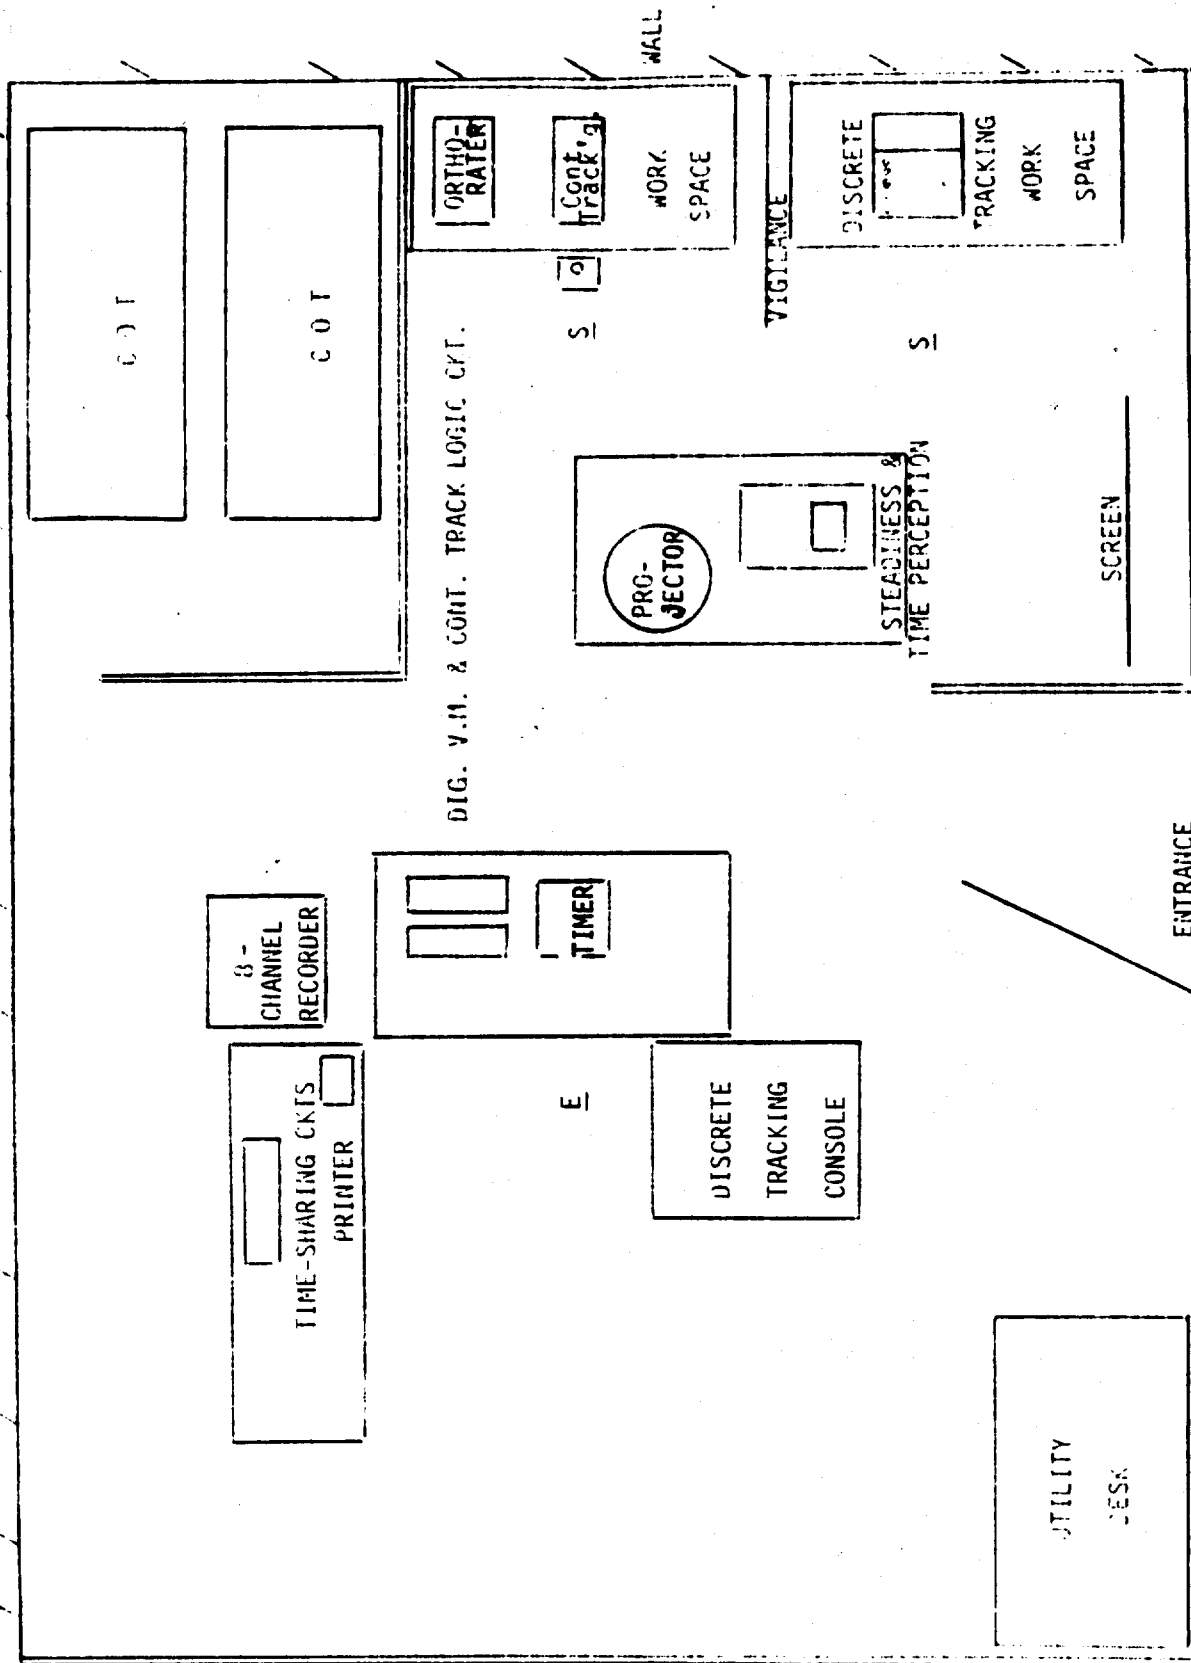 WALL
COT
COT
ORTHO-
RATER
Cont
Track'g.
WORK
SPACE
VIGILANCE
DISCRETE
TRACKING
WORK
SPACE
S
S
DIG. V.M. & CONT. TRACK LOGIC CKT.
PRO-
JECTOR
STEADINESS &
TIME PERCEPTION
SCREEN
8-
CHANNEL
RECORDER
TIMER
ENTRANCE
TIME-SHARING CKTS
PRINTER
E
DISCRETE
TRACKING
CONSOLE
UTILITY
DESK